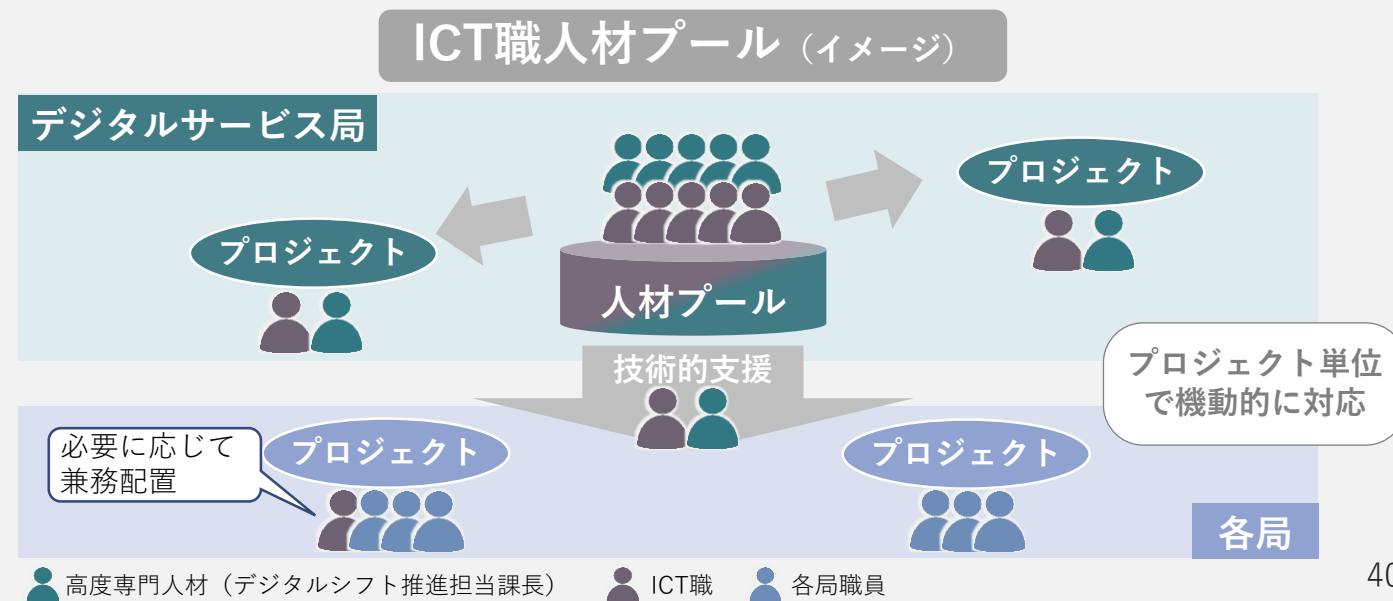 ICT職人材プール（イメージ）
デジタルサービス局
プロジェクト
プロジェクト
人材プール
技術的支援
プロジェクト単位
で機動的に対応
必要に応じて
兼務配置
プロジェクト
プロジェクト
各局
高度専門人材（デジタルシフト推進担当課長） ICT職 各局職員
40